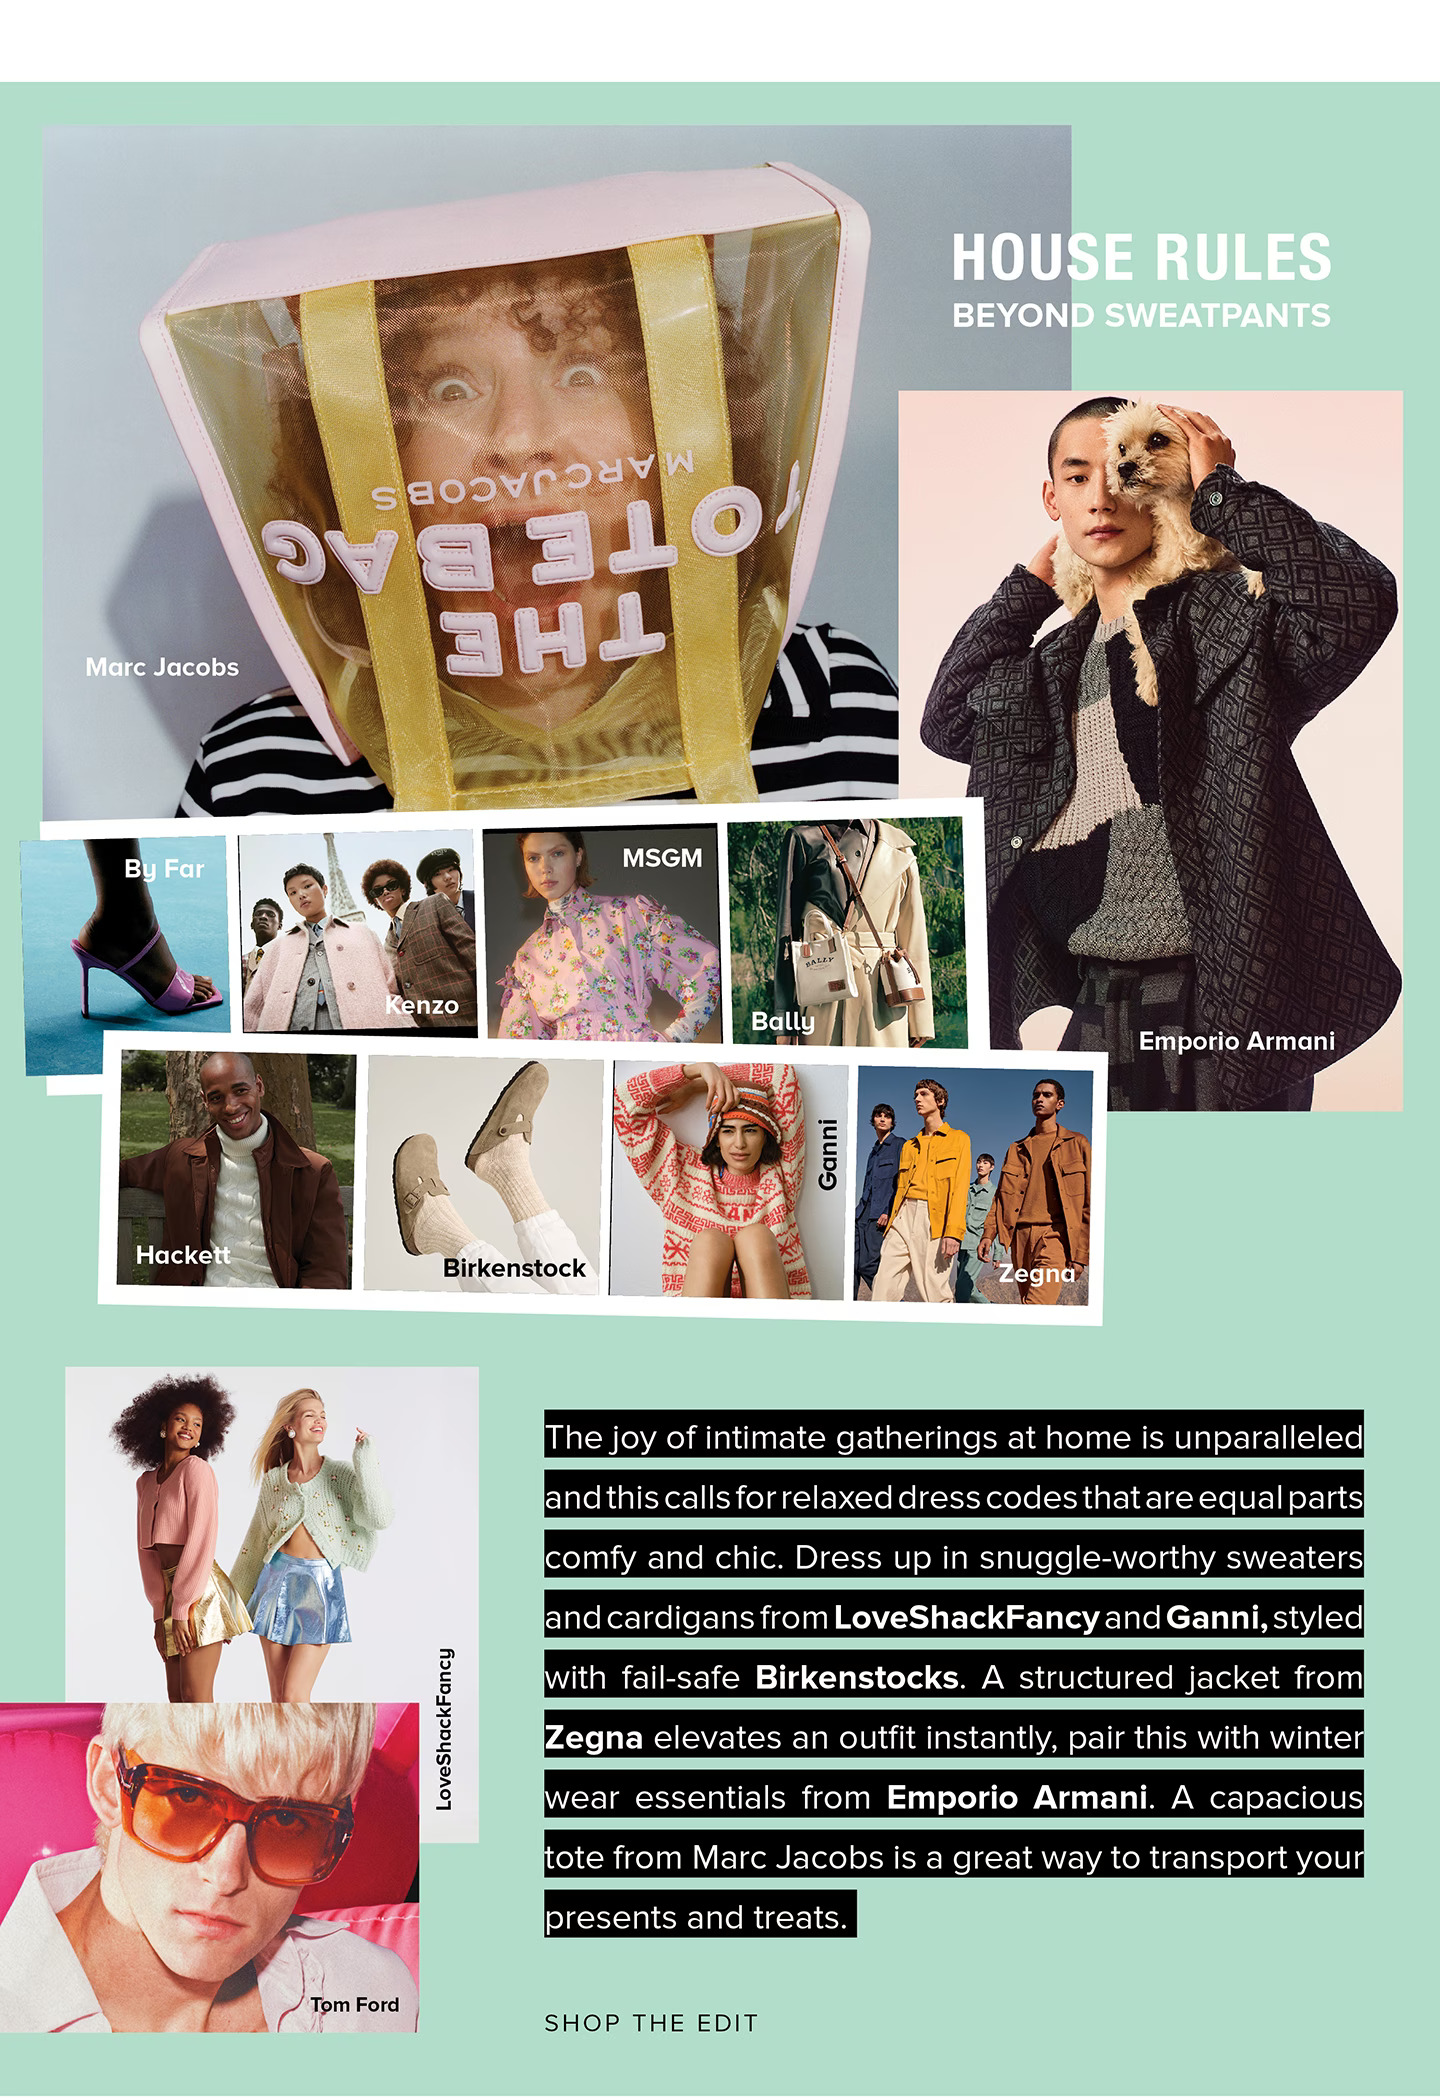 HOUSE RULES
BEYOND SWEATPANTS
MARC JACOBS
THE
TOTE BAG
Marc Jacobs
By Far
Kenzo
MSGM
BALLY
Bally
Emporio Armani
Hackett
Birkenstock
Ganni
Zegna
LoveShackFancy
Tom Ford
The joy of intimate gatherings at home is unparalleled
and this calls for relaxed dress codes that are equal parts
comfy and chic. Dress up in snuggle-worthy sweaters
and cardigans from LoveShackFancy and Ganni, styled
with fail-safe Birkenstocks. A structured jacket from
Zegna elevates an outfit instantly, pair this with winter
wear essentials from Emporio Armani. A capacious
tote from Marc Jacobs is a great way to transport your
presents and treats.
SHOP THE EDIT